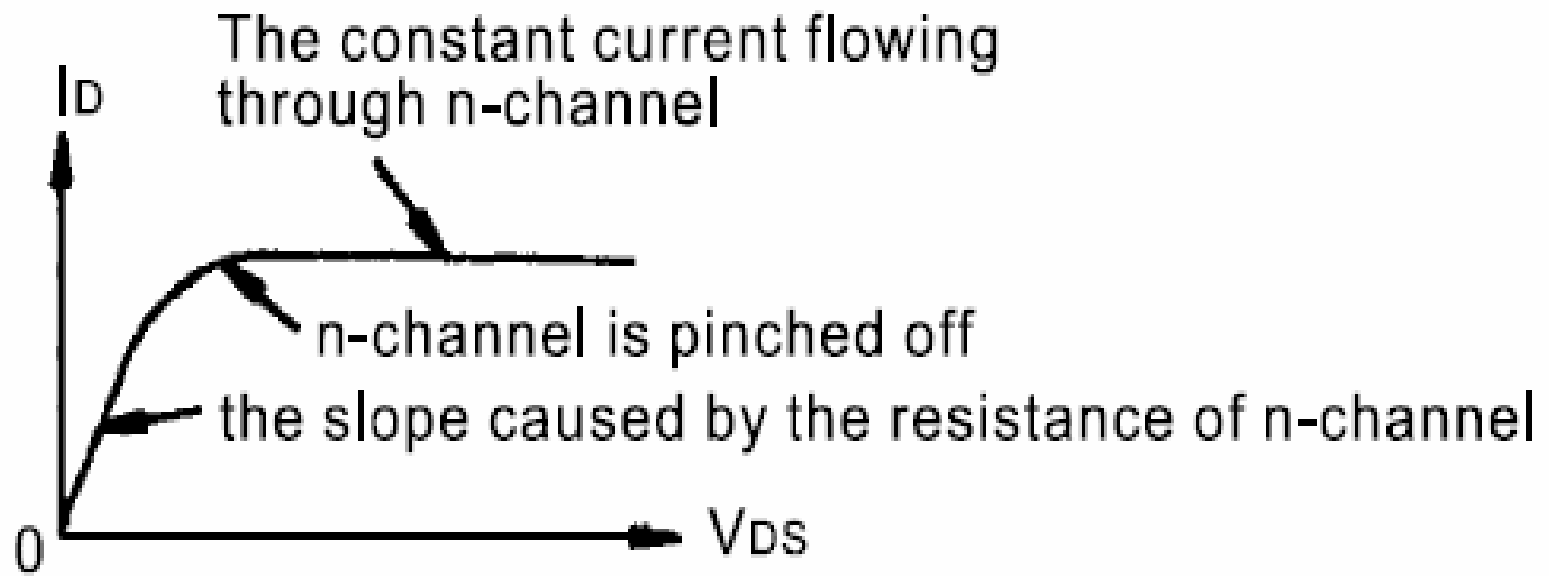 The constant current flowing
through n-channel
ID
n-channel is pinched off
the slope caused by the resistance of n-channel
0
VDS